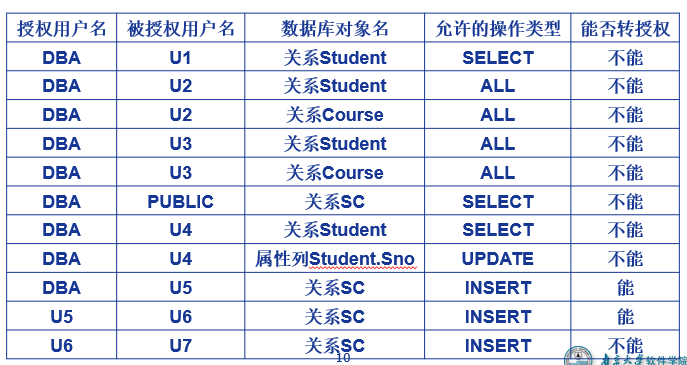 授权用户名 被授权用户名 数据库对象名 允许的操作类型 能否转授权
DBA U1 关系Student SELECT 不能
DBA U2 关系Student ALL 不能
DBA U2 关系Course ALL 不能
DBA U3 关系Student ALL 不能
DBA U3 关系Course ALL 不能
DBA PUBLIC 关系SC SELECT 不能
DBA U4 关系Student SELECT 不能
DBA U4 属性列Student.Sno UPDATE 不能
DBA U5 关系SC INSERT 能
U5 U6 关系SC INSERT 能
U6 U7 关系SC INSERT 不能
10
大学软件学院